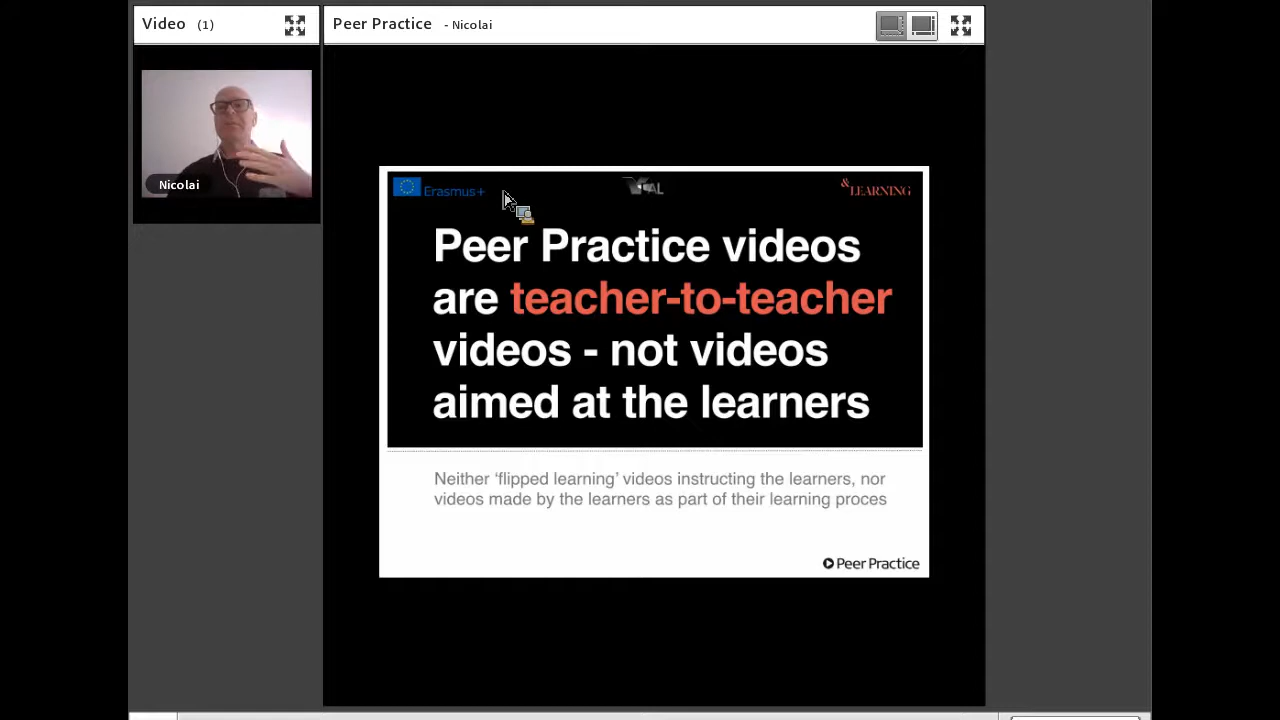 Video (1)
Peer Practice - Nicolai
Nicolai
Erasmus+
&LEARNING
Peer Practice videos
are teacher-to-teacher
videos - not videos
aimed at the learners
Neither ‘flipped learning’ videos instructing the learners, nor
videos made by the learners as part of their learning proces
Peer Practice